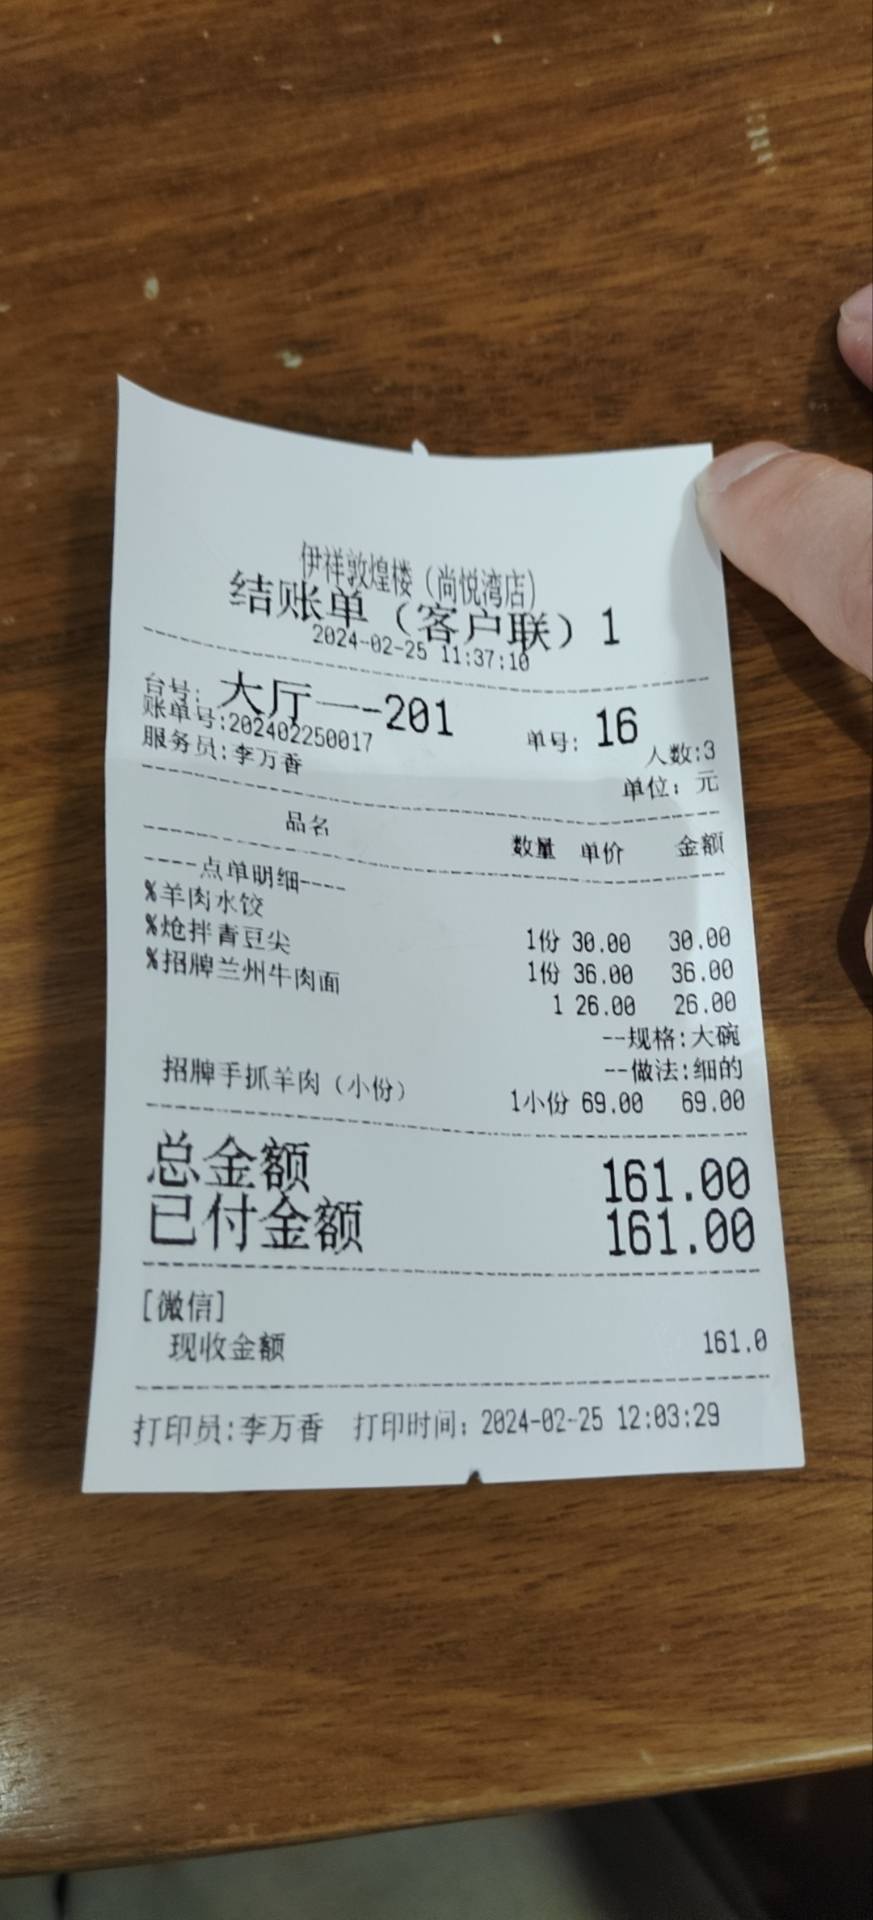 伊祥敦煌楼（尚悦湾店）
结账单（客户联）1
2024-02-25 11:37:10
台号: 大厅一--201 单号: 16
账单号:202402250017 人数:3
服务员:李万香 单位: 元
品名 数量 单价 金额
----点单明细----
%羊肉水饺 1份 30.00 30.00
%炝拌青豆尖 1份 36.00 36.00
%招牌兰州牛肉面 1 26.00 26.00
--规格:大碗
--做法:细的
招牌手抓羊肉（小份） 1小份 69.00 69.00
总金额 161.00
已付金额 161.00
[微信]
现收金额 161.0
打印员:李万香 打印时间: 2024-02-25 12:03:29